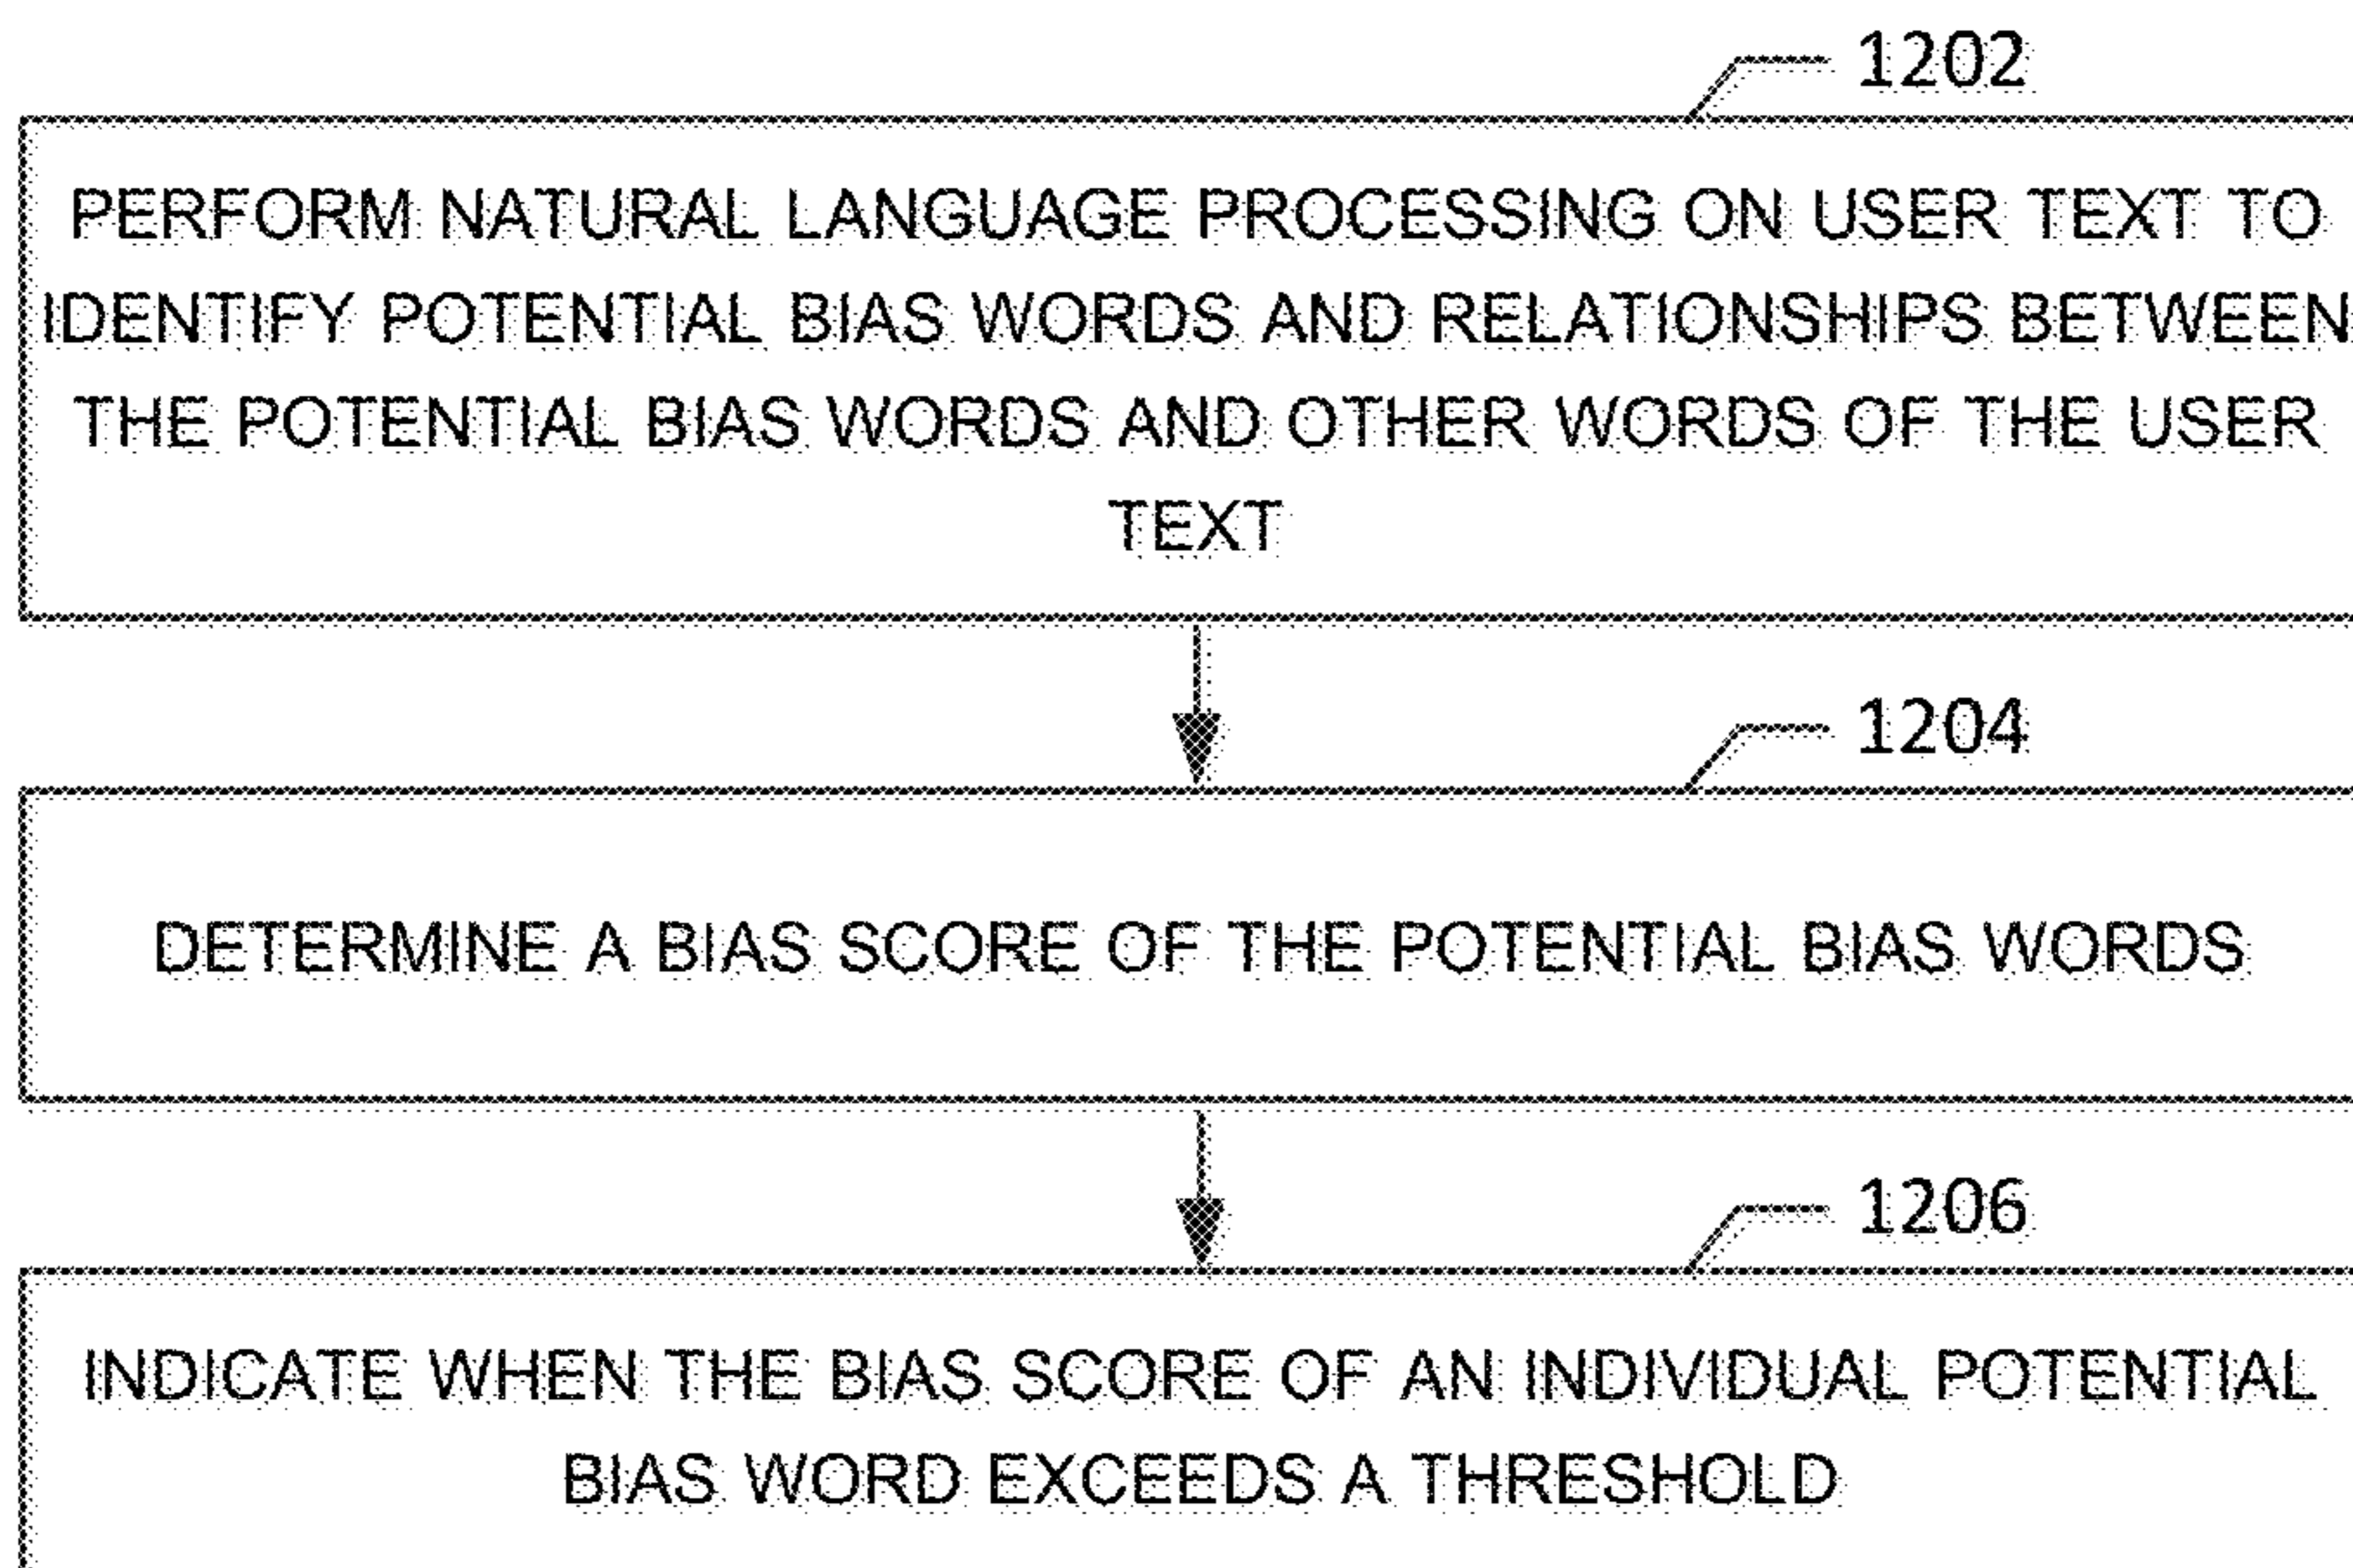 1202
PERFORM NATURAL LANGUAGE PROCESSING ON USER TEXT TO
IDENTIFY POTENTIAL BIAS WORDS AND RELATIONSHIPS BETWEEN
THE POTENTIAL BIAS WORDS AND OTHER WORDS OF THE USER
TEXT
1204
DETERMINE A BIAS SCORE OF THE POTENTIAL BIAS WORDS
1206
INDICATE WHEN THE BIAS SCORE OF AN INDIVIDUAL POTENTIAL
BIAS WORD EXCEEDS A THRESHOLD